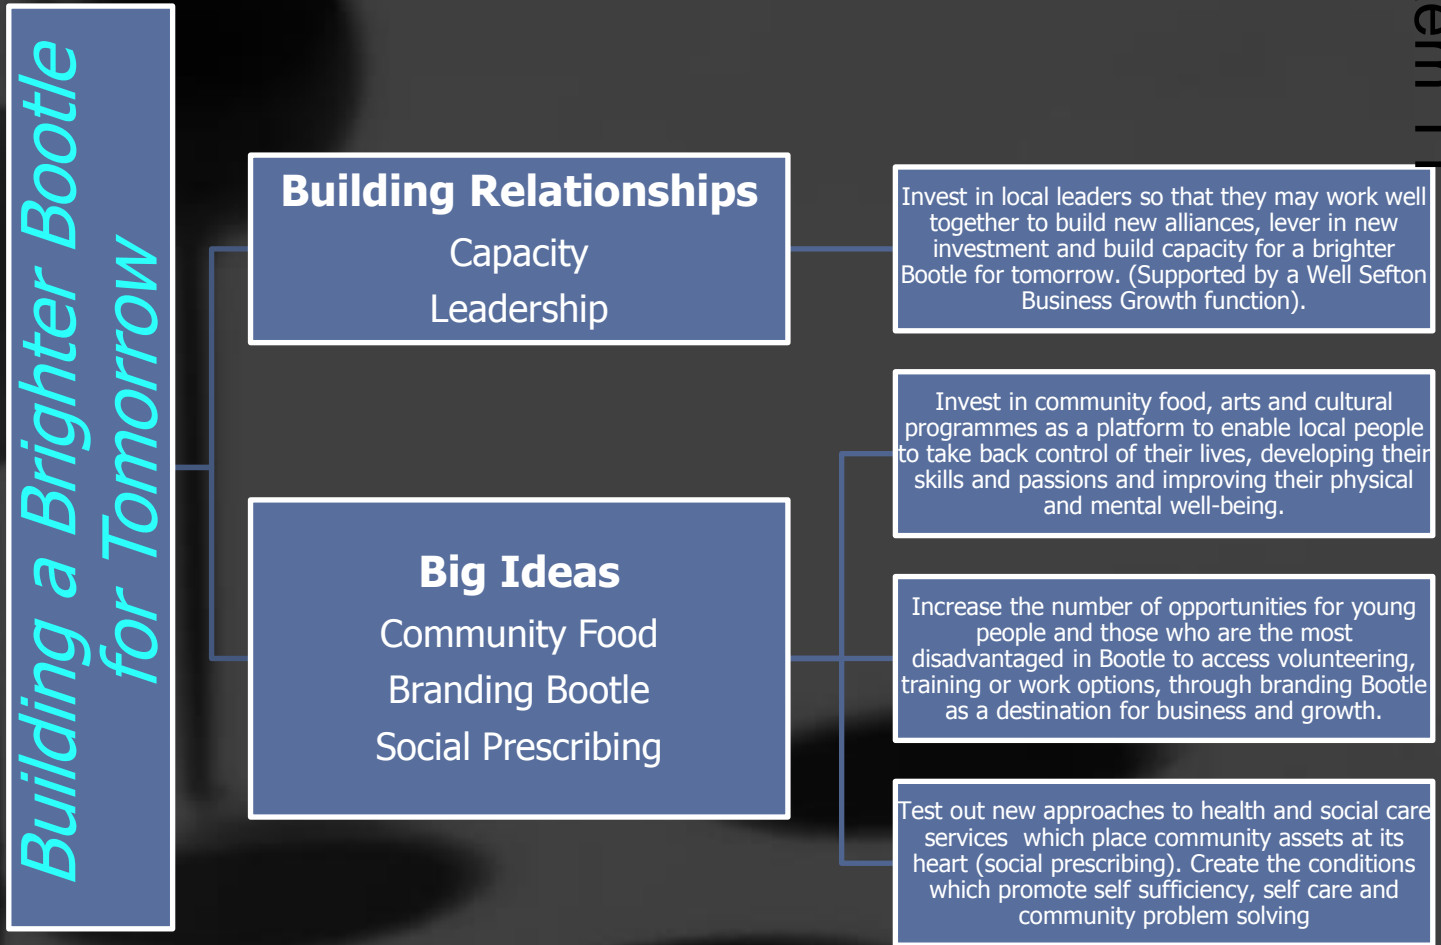 Building a Brighter Bootle
for Tomorrow
Building Relationships
Capacity
Leadership
Invest in local leaders so that they may work well
together to build new alliances, lever in new
investment and build capacity for a brighter
Bootle for tomorrow. (Supported by a Well Sefton
Business Growth function).
Big Ideas
Community Food
Branding Bootle
Social Prescribing
Invest in community food, arts and cultural
programmes as a platform to enable local people
to take back control of their lives, developing their
skills and passions and improving their physical
and mental well-being.
Increase the number of opportunities for young
people and those who are the most
disadvantaged in Bootle to access volunteering,
training or work options, through branding Bootle
as a destination for business and growth.
Test out new approaches to health and social care
services  which place community assets at its
heart (social prescribing). Create the conditions
which promote self sufficiency, self care and
community problem solving